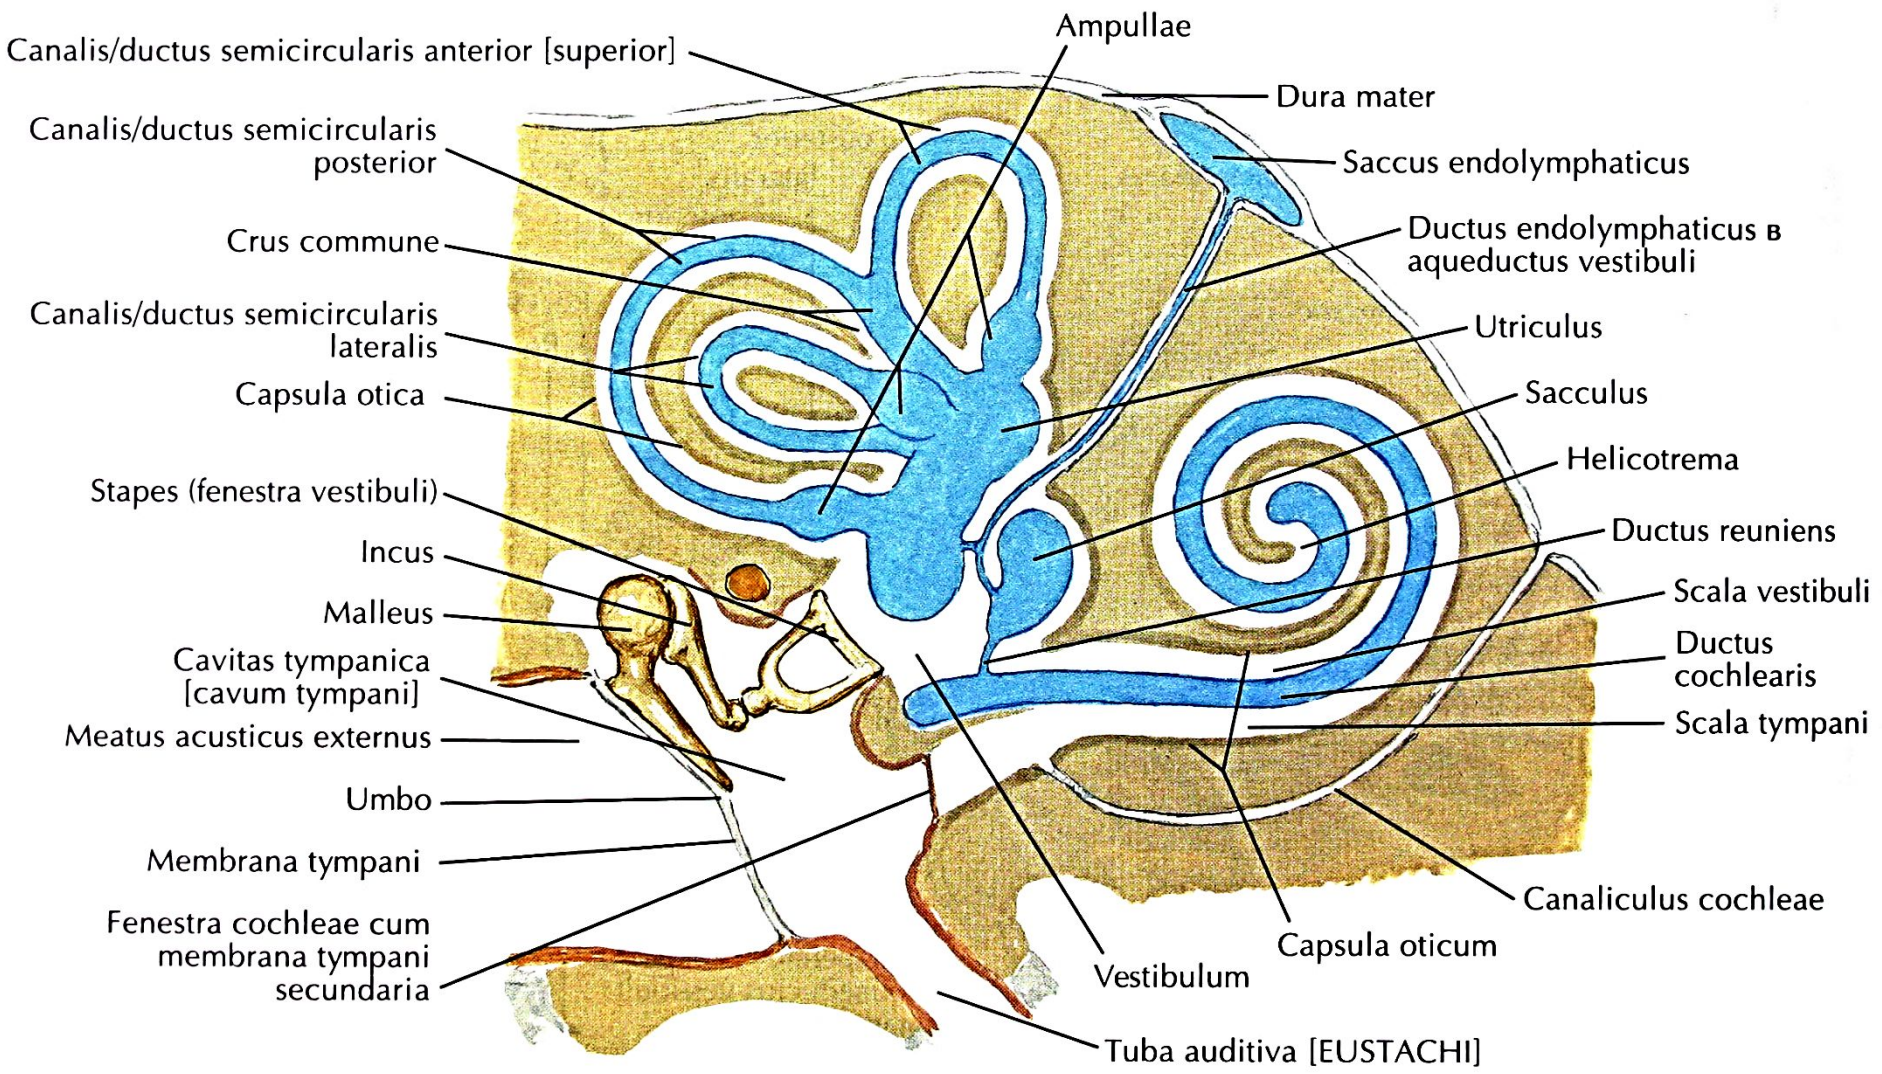 Canalis/ductus semicircularis anterior [superior]
Canalis/ductus semicircularis
posterior
Crus commune
Canalis/ductus semicircularis
lateralis
Capsula otica
Stapes (fenestra vestibuli)
Incus
Malleus
Cavitas tympanica
[cavum tympani]
Meatus acusticus externus
Umbo
Membrana tympani
Fenestra cochleae cum
membrana tympani
secundaria
Ampullae
Dura mater
Saccus endolymphaticus
Ductus endolymphaticus B
aqueductus vestibuli
Utriculus
Sacculus
Helicotrema
Ductus reuniens
Scala vestibuli
Ductus
cochlearis
Scala tympani
Canaliculus cochleae
Capsula oticum
Vestibulum
Tuba auditiva [EUSTACHI]